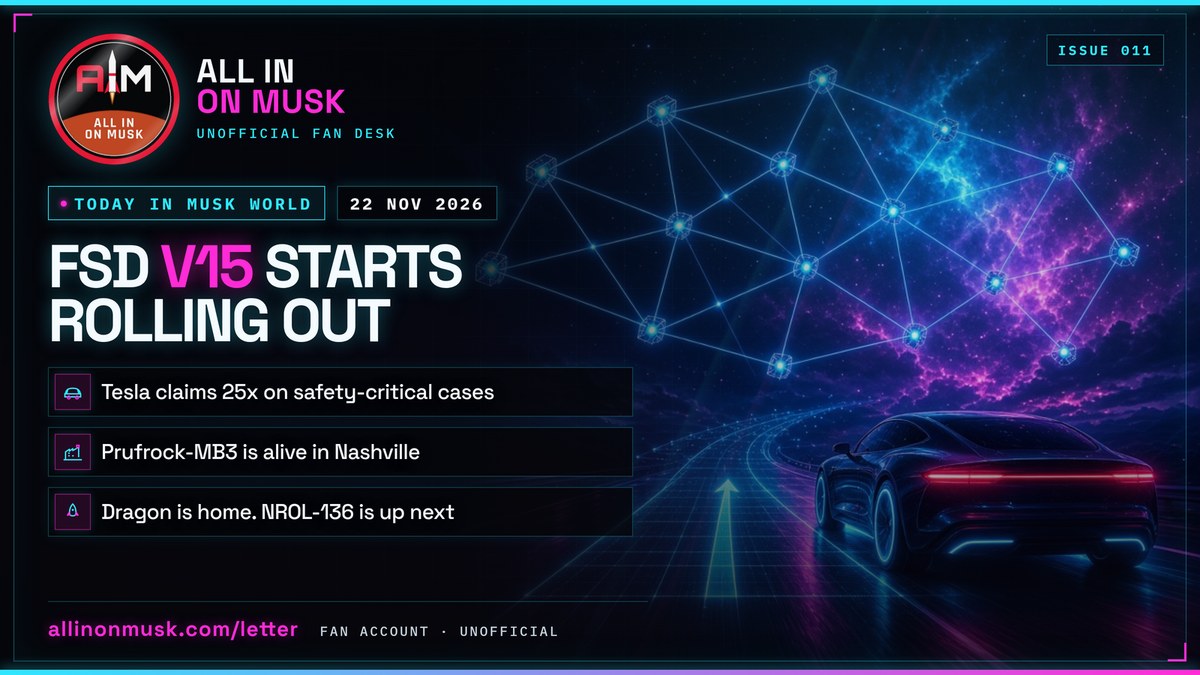 AiM
ALL IN
ON MUSK
ALL IN
ON MUSK
UNOFFICIAL FAN DESK
ISSUE 011
TODAY IN MUSK WORLD
22 NOV 2026
FSD V15 STARTS
ROLLING OUT
Tesla claims 25x on safety-critical cases
Prufrock-MB3 is alive in Nashville
Dragon is home. NROL-136 is up next
allinonmusk.com/letter
FAN ACCOUNT · UNOFFICIAL